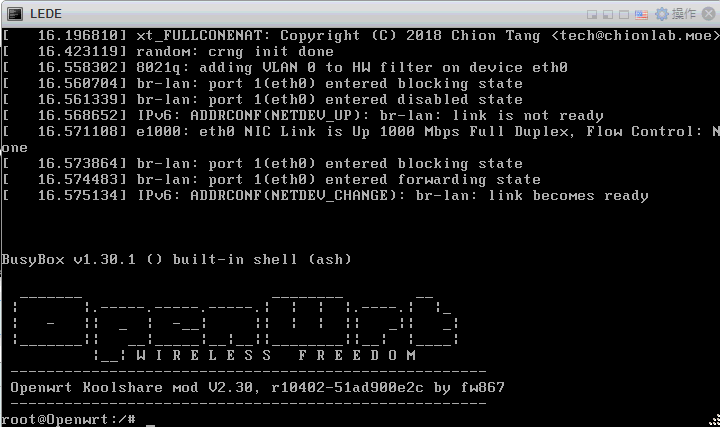 LEDE
操作
[   16.196810] xt_FULLCONENAT: Copyright (C) 2018 Chion Tang <tech@chionlab.moe>
[   16.423119] random: crng init done
[   16.558302] 8021q: adding VLAN 0 to HW filter on device eth0
[   16.560704] br-lan: port 1(eth0) entered blocking state
[   16.561339] br-lan: port 1(eth0) entered disabled state
[   16.568652] IPv6: ADDRCONF(NETDEV_UP): br-lan: link is not ready
[   16.571108] e1000: eth0 NIC Link is Up 1000 Mbps Full Duplex, Flow Control: N
one
[   16.573864] br-lan: port 1(eth0) entered blocking state
[   16.574483] br-lan: port 1(eth0) entered forwarding state
[   16.575134] IPv6: ADDRCONF(NETDEV_CHANGE): br-lan: link becomes ready
BusyBox v1.30.1 () built-in shell (ash)
OpenWrt
W I R E L E S S   F R E E D O M
Openwrt Koolshare mod V2.30, r10402-51ad900e2c by fw867
root@Openwrt:/# _